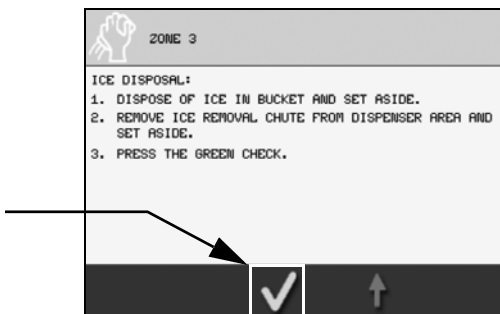 ZONE 3
ICE DISPOSAL:
1. DISPOSE OF ICE IN BUCKET AND SET ASIDE.
2. REMOVE ICE REMOVAL CHUTE FROM DISPENSER AREA AND
SET ASIDE.
3. PRESS THE GREEN CHECK.